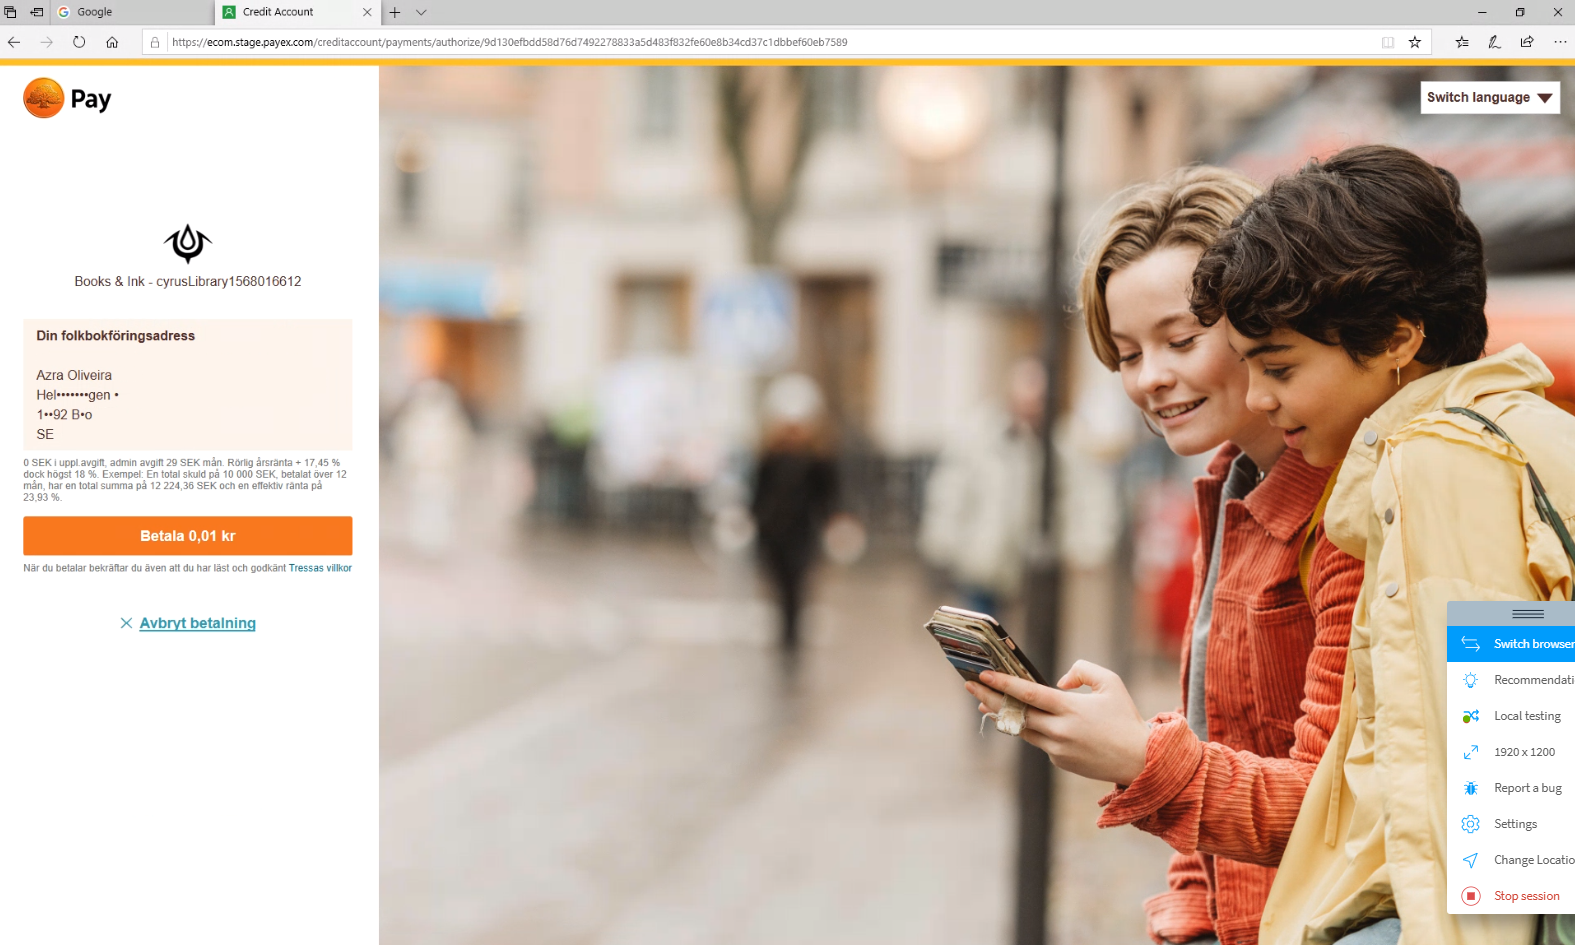 Google
Credit Account
https://ecom.stage.payex.com/creditaccount/payments/authorize/9d130efbdd58d76d7492278833a5d483f832fe60e8b34cd37c1dbbef60eb7589
Pay
Switch language
Books & Ink - cyrusLibrary1568016612
Din folkbokföringsadress
Azra Oliveira
Hel•••••••gen •
1••92 B•o
SE
0 SEK i uppl.avgift, admin avgift 29 SEK mån. Rörlig årsränta + 17,45 %
dock högst 18 %. Exempel: En total skuld på 10 000 SEK, betalat över 12
mån, har en total summa på 12 224,36 SEK och en effektiv ränta på
23,93 %.
Betala 0,01 kr
När du betalar bekräftar du även att du har läst och godkänt Tressas villkor
Avbryt betalning
Switch browser
Recommendati
Local testing
1920 x 1200
Report a bug
Settings
Change Locatio
Stop session